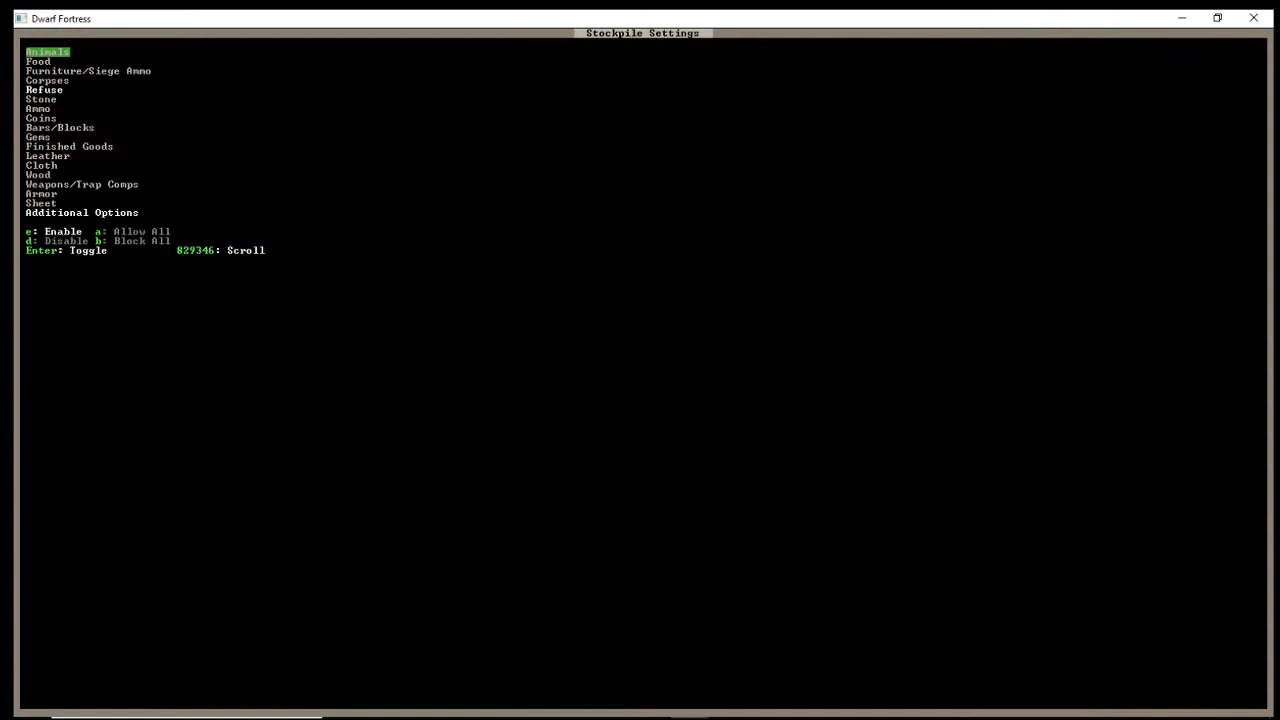 Dwarf Fortress
Stockpile Settings
Animals
Food
Furniture/Siege Ammo
Corpses
Refuse
Stone
Ammo
Coins
Bars/Blocks
Gems
Finished Goods
Leather
Cloth
Wood
Weapons/Trap Comps
Armor
Sheet
Additional Options
e: Enable a: Allow All
d: Disable b: Block All
Enter: Toggle 829346: Scroll